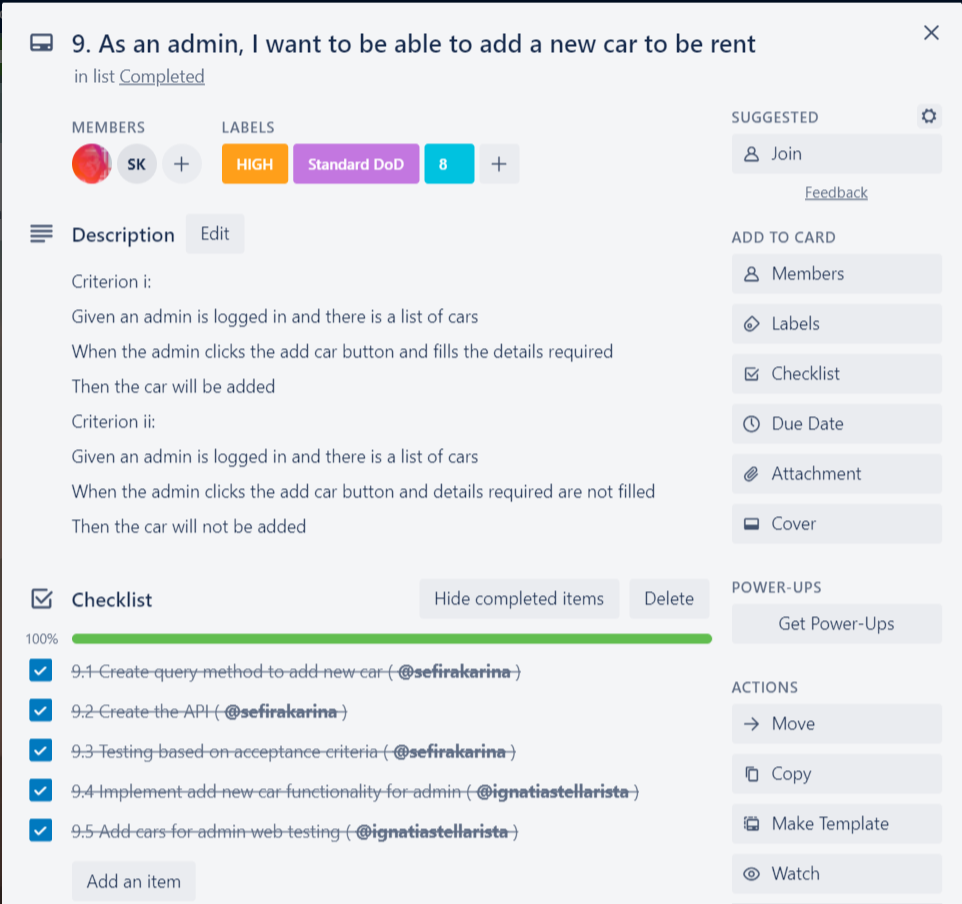 9. As an admin, I want to be able to add a new car to be rent
in list Completed
MEMBERS
SK
LABELS
HIGH
Standard DoD
8
Description
Edit
Criterion i:
Given an admin is logged in and there is a list of cars
When the admin clicks the add car button and fills the details required
Then the car will be added
Criterion ii:
Given an admin is logged in and there is a list of cars
When the admin clicks the add car button and details required are not filled
Then the car will not be added
Checklist
Hide completed items
Delete
100%
9.1 Create query method to add new car ( @sefirakarina )
9.2 Create the API ( @sefirakarina )
9.3 Testing based on acceptance criteria ( @sefirakarina )
9.4 Implement add new car functionality for admin ( @ignatiastellarista )
9.5 Add cars for admin web testing ( @ignatiastellarista )
Add an item
SUGGESTED
Join
Feedback
ADD TO CARD
Members
Labels
Checklist
Due Date
Attachment
Cover
POWER-UPS
Get Power-Ups
ACTIONS
Move
Copy
Make Template
Watch